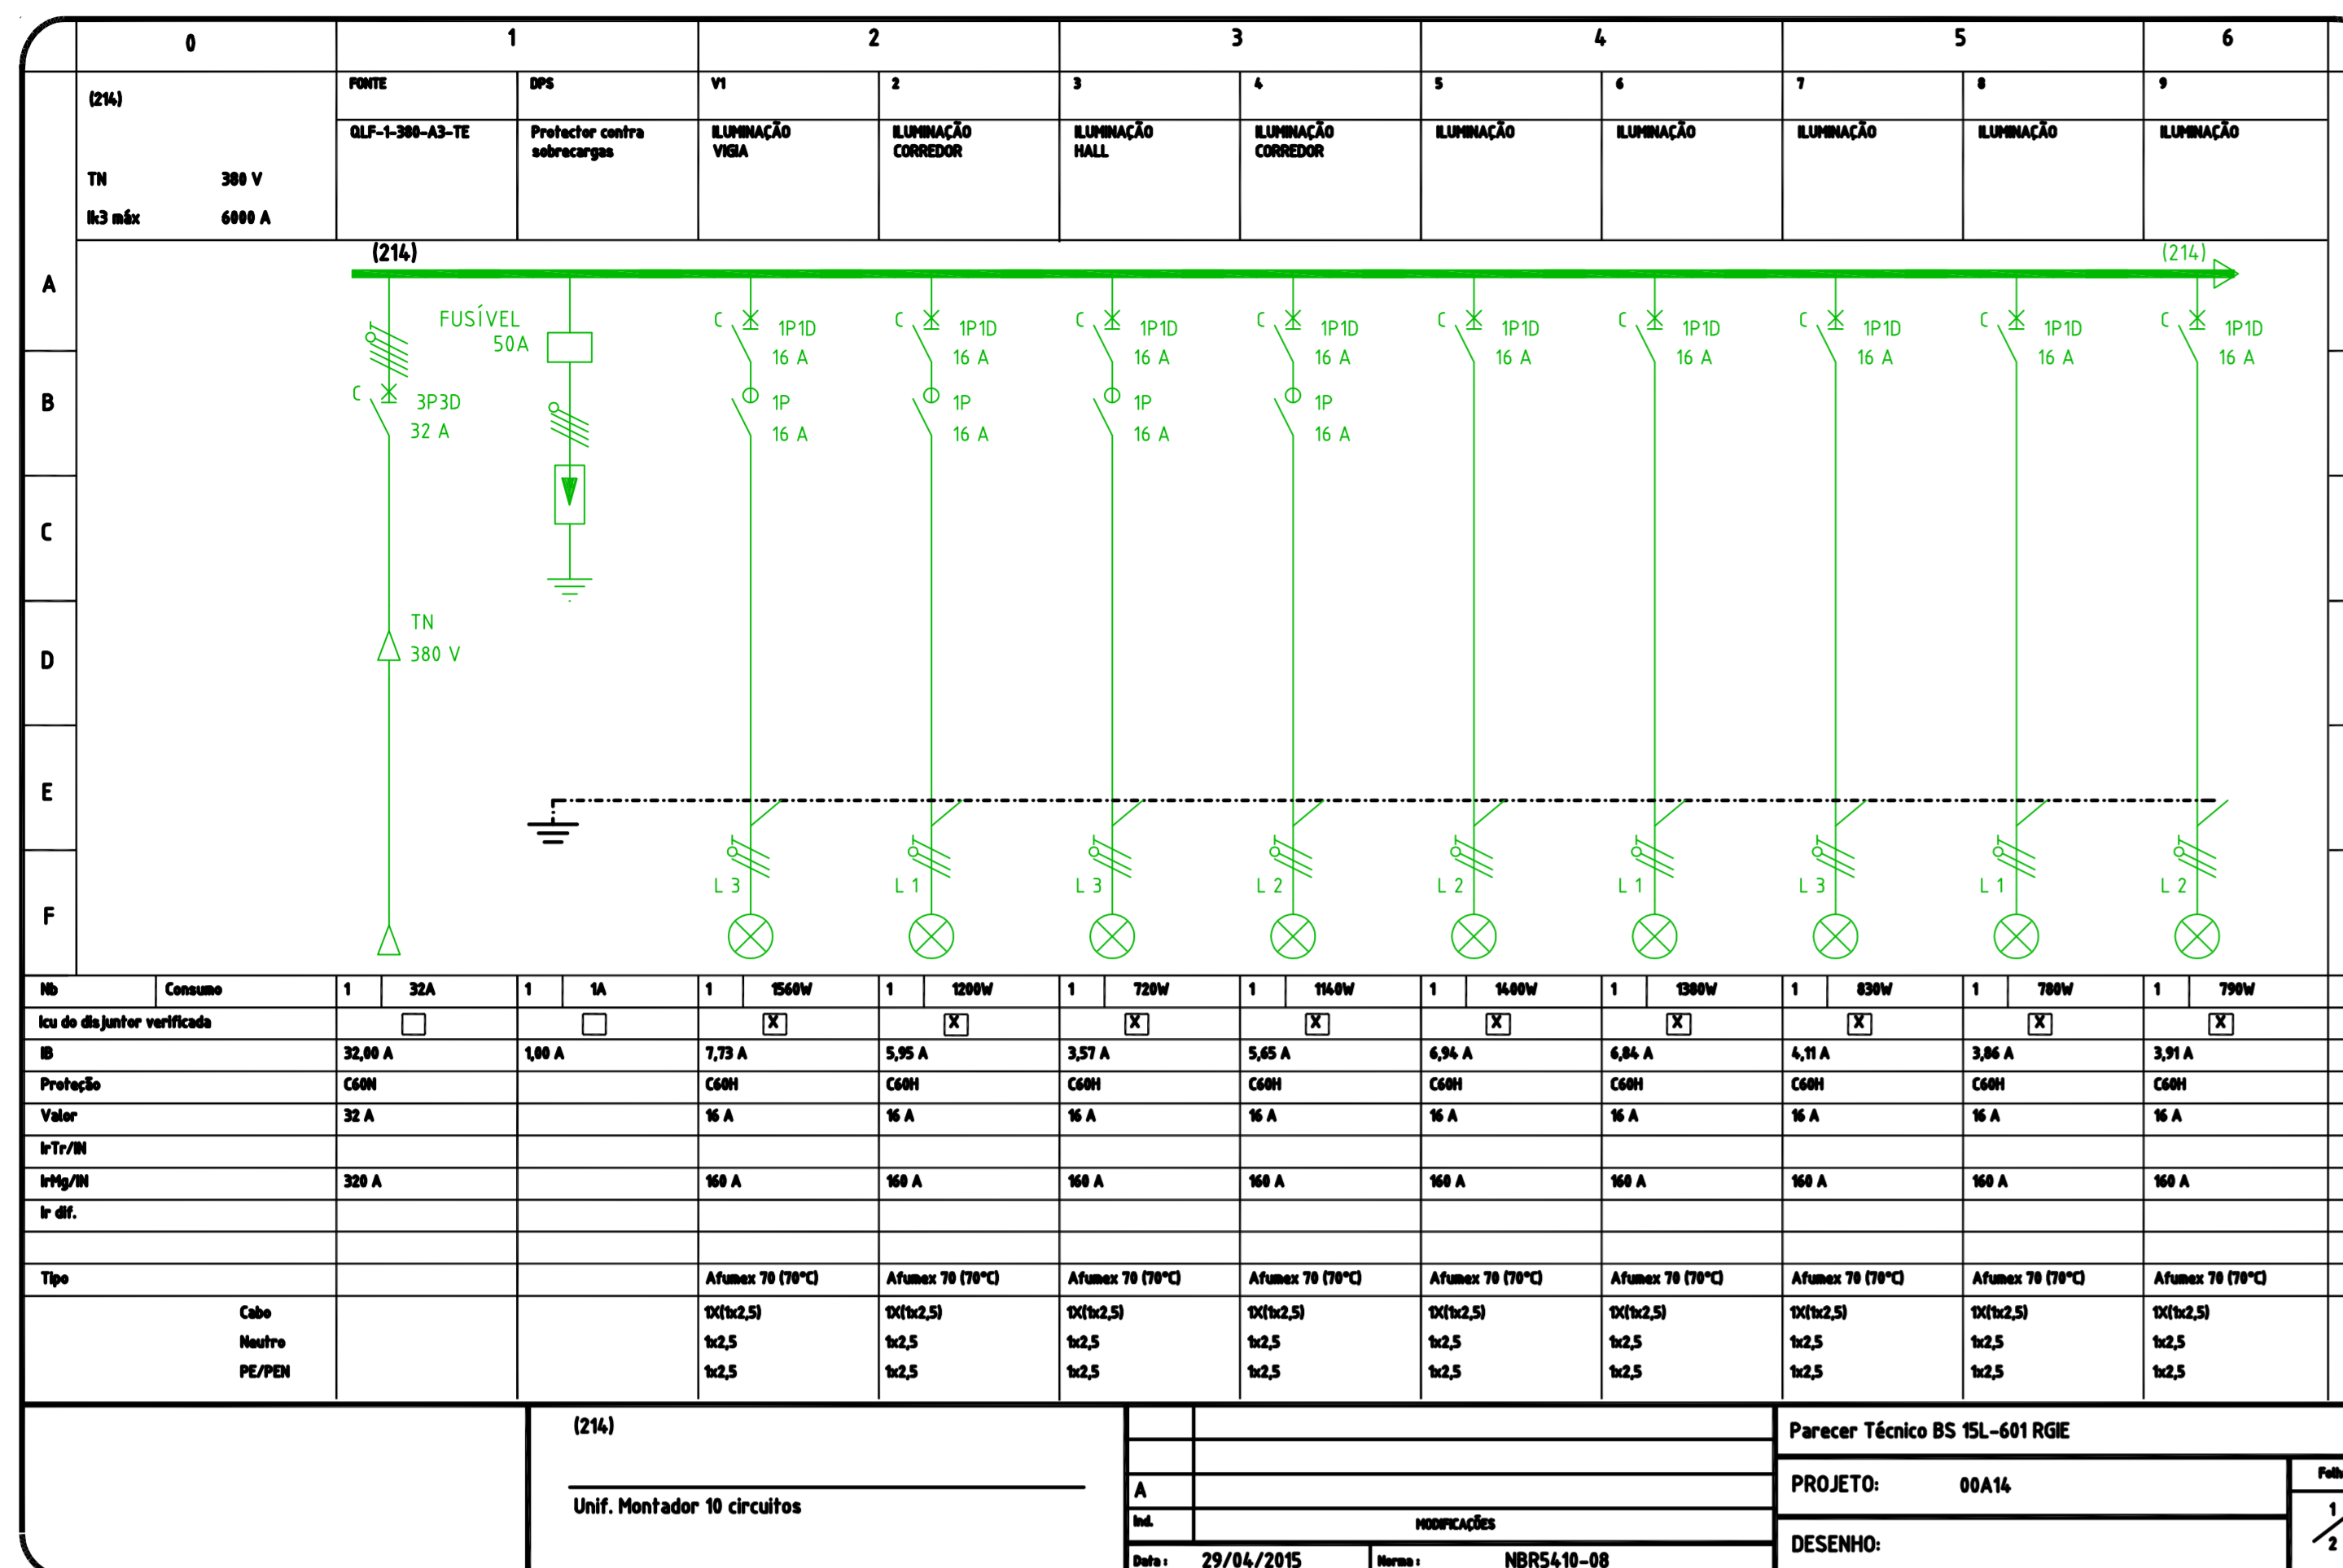 0 1 2 3 4 5 6
(214) FONTE DPS V1 2 3 4 5 6 7 8 9
QLF-1-380-A3-TE Protector contra ILUMINAÇÃO ILUMINAÇÃO ILUMINAÇÃO ILUMINAÇÃO ILUMINAÇÃO ILUMINAÇÃO ILUMINAÇÃO ILUMINAÇÃO ILUMINAÇÃO
sobrecargas VIGIA CORREDOR HALL CORREDOR
TN 380 V
Ik3 máx 6000 A
(214) (214)
A
FUSÍVEL C 1P1D C 1P1D C 1P1D C 1P1D C 1P1D C 1P1D C 1P1D C 1P1D C 1P1D
50A 16 A 16 A 16 A 16 A 16 A 16 A 16 A 16 A 16 A
B C 3P3D 1P 1P 1P 1P
32 A 16 A 16 A 16 A 16 A
C
TN
D 380 V
E
L 3 L 1 L 3 L 2 L 2 L 1 L 3 L 1 L 2
F
Nb Consumo 1 32A 1 1A 1 1560W 1 1200W 1 720W 1 1140W 1 1400W 1 1380W 1 830W 1 780W 1 790W
Icu do disjuntor verificada X X X X X X X X X
IB 32,00 A 1,00 A 7,73 A 5,95 A 3,57 A 5,65 A 6,94 A 6,84 A 4,11 A 3,86 A 3,91 A
Proteção C60N C60H C60H C60H C60H C60H C60H C60H C60H C60H
Valor 32 A 16 A 16 A 16 A 16 A 16 A 16 A 16 A 16 A 16 A
IrTr/IN
IrMg/IN 320 A 160 A 160 A 160 A 160 A 160 A 160 A 160 A 160 A 160 A
Ir dif.
Tipo Afumex 70 (70°C) Afumex 70 (70°C) Afumex 70 (70°C) Afumex 70 (70°C) Afumex 70 (70°C) Afumex 70 (70°C) Afumex 70 (70°C) Afumex 70 (70°C) Afumex 70 (70°C)
Cabo 1X(1x2,5) 1X(1x2,5) 1X(1x2,5) 1X(1x2,5) 1X(1x2,5) 1X(1x2,5) 1X(1x2,5) 1X(1x2,5) 1X(1x2,5)
Neutro 1x2,5 1x2,5 1x2,5 1x2,5 1x2,5 1x2,5 1x2,5 1x2,5 1x2,5
PE/PEN 1x2,5 1x2,5 1x2,5 1x2,5 1x2,5 1x2,5 1x2,5 1x2,5 1x2,5
(214)
Unif. Montador 10 circuitos
A
Ind. MODIFICAÇÕES
Data : 29/04/2015 Norma : NBR5410-08
Parecer Técnico BS 15L-601 RGIE
PROJETO: 00A14
DESENHO:
1
2